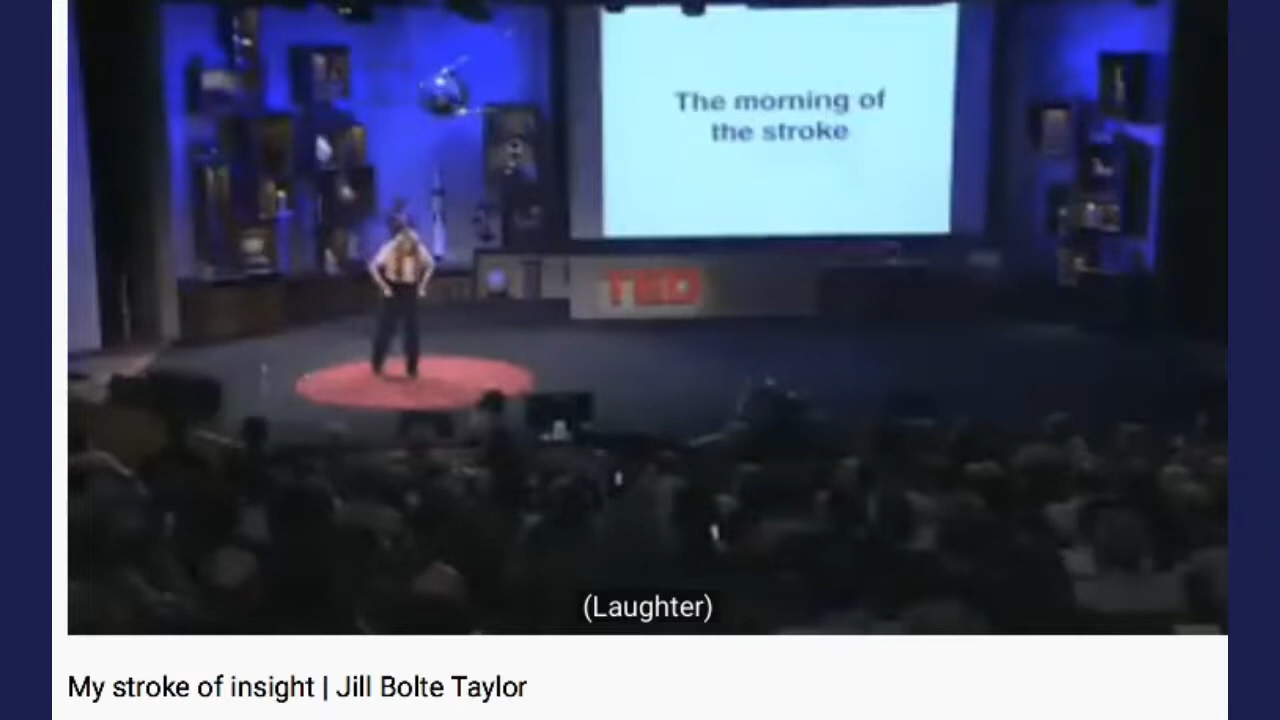 The morning of
the stroke
TED
(Laughter)
My stroke of insight | Jill Bolte Taylor